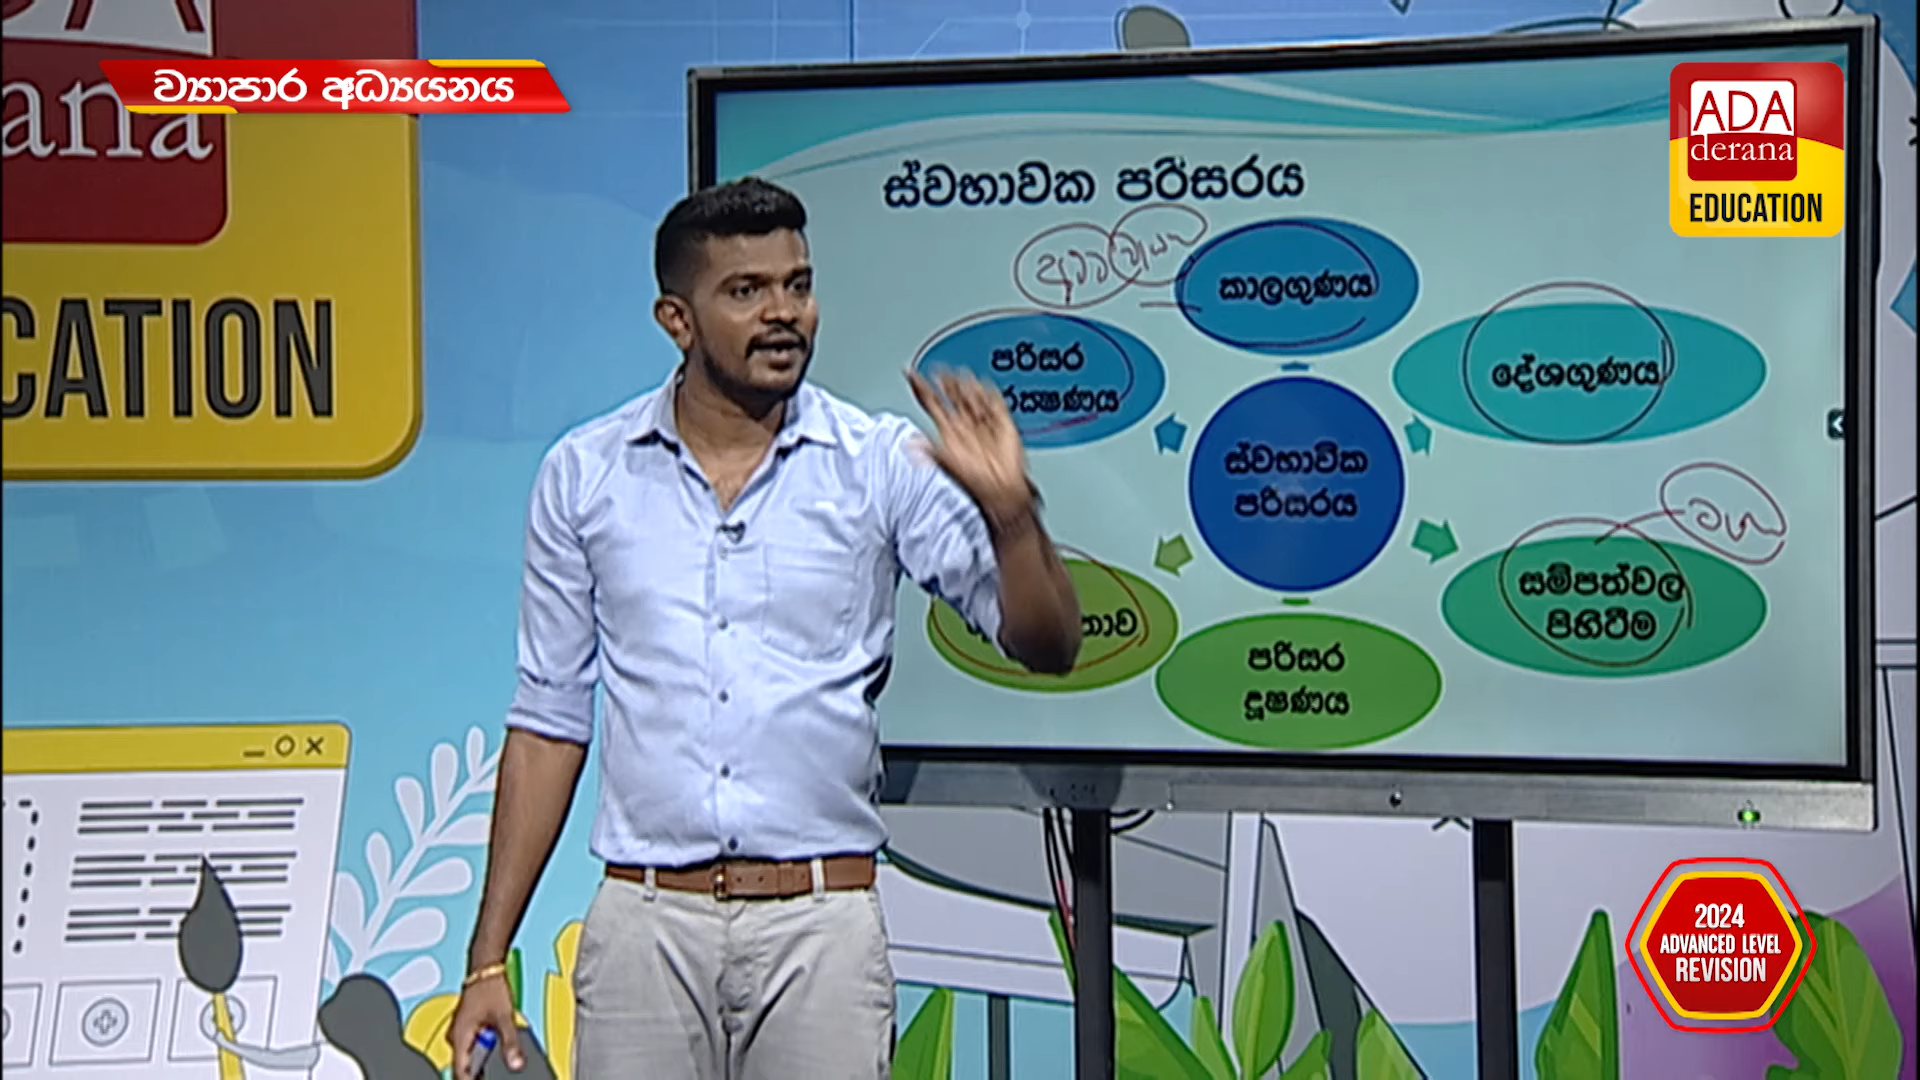 ව්‍යාපාර අධ්‍යයනය
ana
CATION
ADA
derana
EDUCATION
ස්වභාවික පරිසරය
කාලගුණය
පරිසර
දේශගුණය
ස්වභාවික
පරිසරය
සම්පත්වල
පිහිටීම
පරිසර
දූෂණය
2024
ADVANCED LEVEL
REVISION